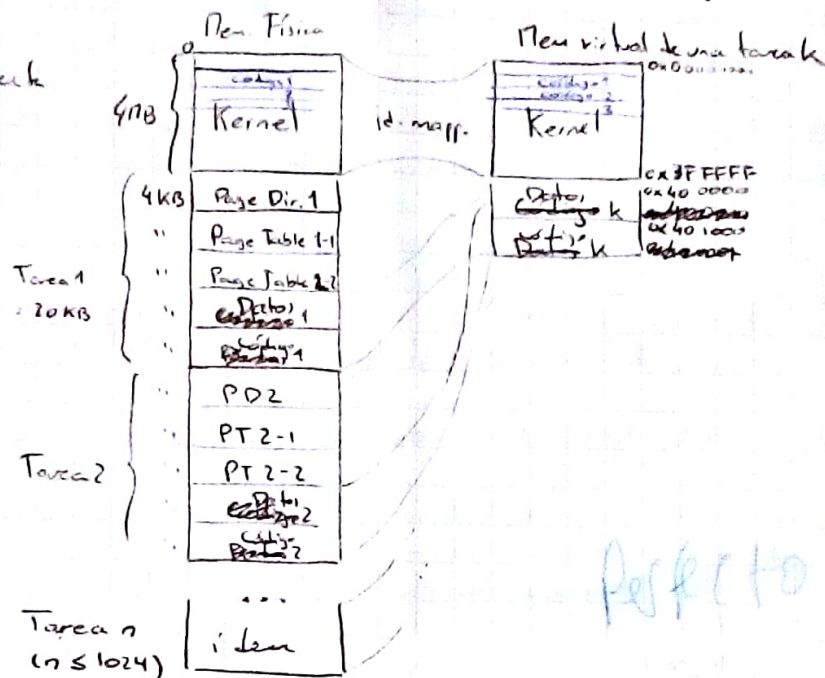 Mem. Física
Mem virtual de una tarea k
0
4MB
Kernel
id. mapp.
Kernel
0x3FFFFF
4KB
Page Dir. 1
Datos k
0x400000
"
Page Table 1-1
Código k
0x401000
"
Page Table 1-2
Tarea 1
: 20KB
"
Datos 1
"
Código 1
"
PD2
"
PT 2-1
Tarea 2
"
PT 2-2
"
Datos 2
"
Código 2
Perfecto
...
Tarea n
(n ≤ 1024)
idem